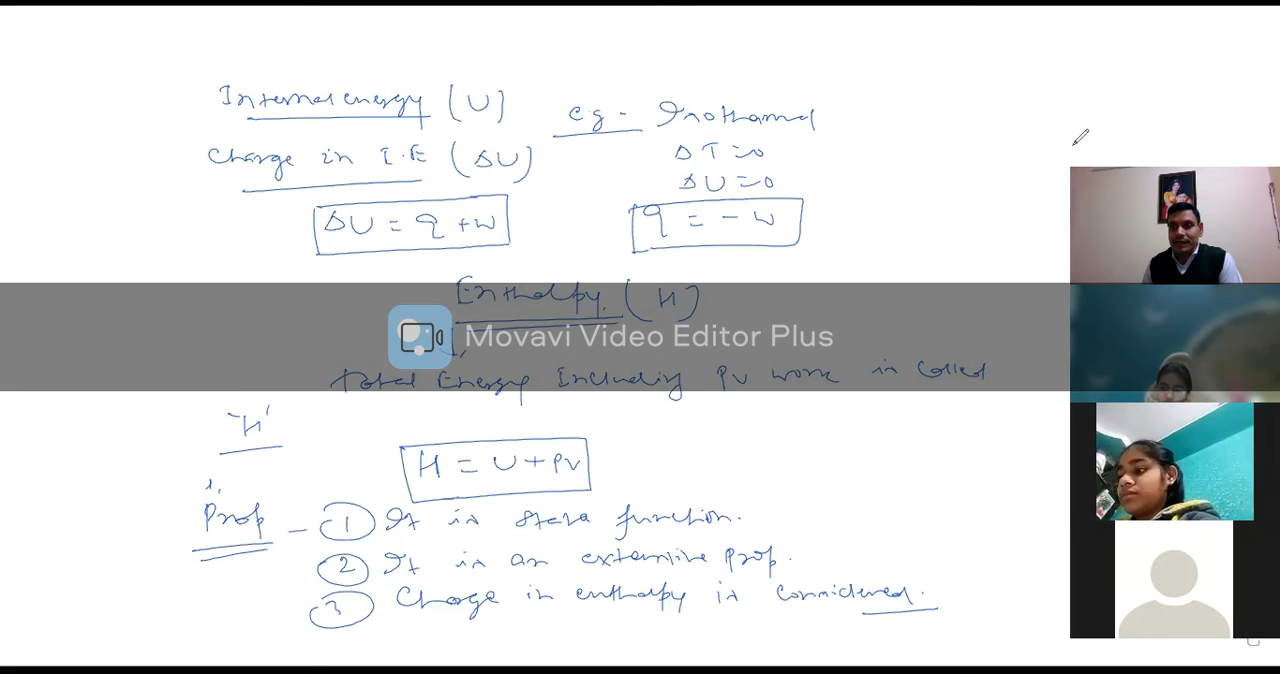 Internal energy (U)
e.g - Isothermal
Change in I.E (ΔU)
ΔT=0
ΔU=0
ΔU = q +w
q = - w
Enthalpy (H)
Movavi Video Editor Plus
Total Energy Including PV work is called
'H'
H = U+PV
Prop - ① It is state function.
② It is an extensive prop.
③ Change in enthalpy is considered.